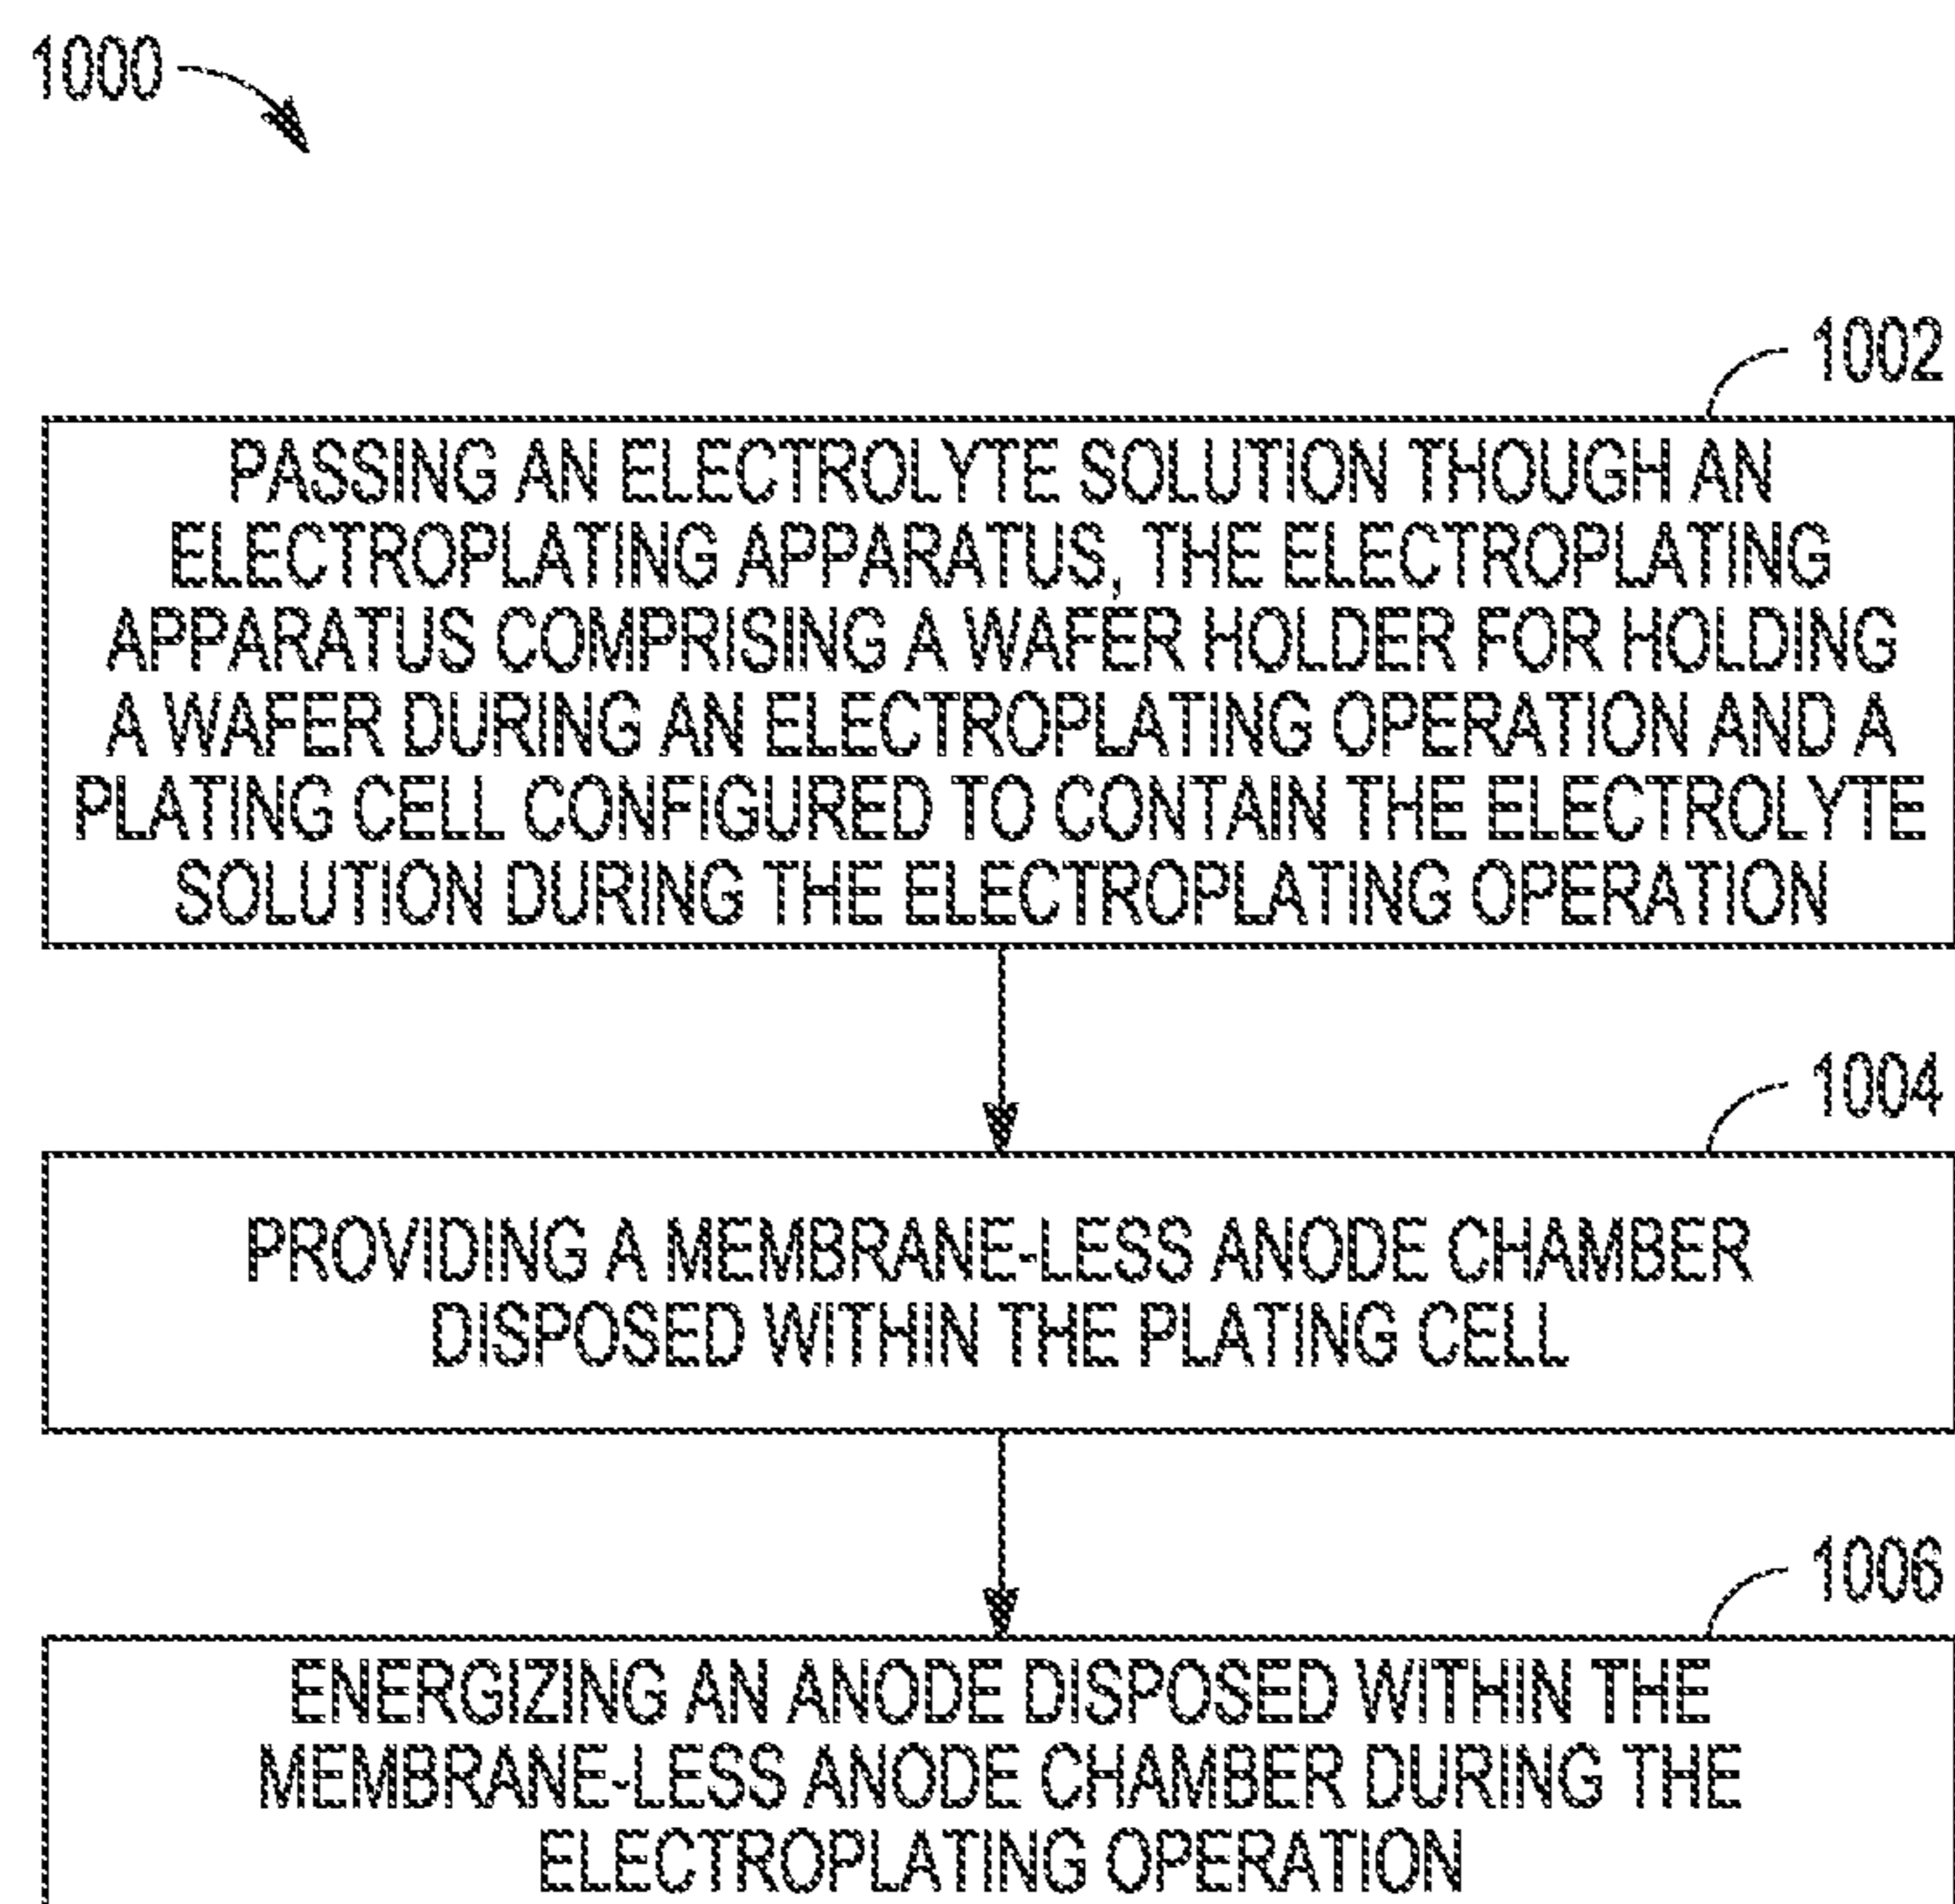 1000
1002
PASSING AN ELECTROLYTE SOLUTION THOUGH AN
ELECTROPLATING APPARATUS, THE ELECTROPLATING
APPARATUS COMPRISING A WAFER HOLDER FOR HOLDING
A WAFER DURING AN ELECTROPLATING OPERATION AND A
PLATING CELL CONFIGURED TO CONTAIN THE ELECTROLYTE
SOLUTION DURING THE ELECTROPLATING OPERATION
1004
PROVIDING A MEMBRANE-LESS ANODE CHAMBER
DISPOSED WITHIN THE PLATING CELL
1006
ENERGIZING AN ANODE DISPOSED WITHIN THE
MEMBRANE-LESS ANODE CHAMBER DURING THE
ELECTROPLATING OPERATION